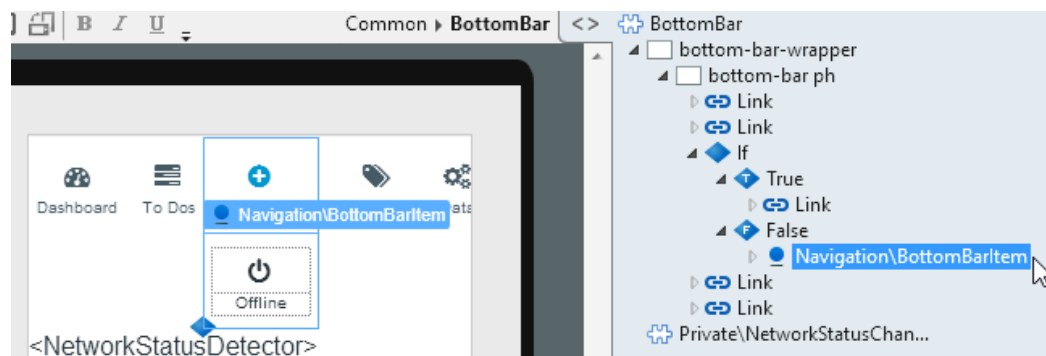 B I U Common ▸ BottomBar <> BottomBar
bottom-bar-wrapper
bottom-bar ph
Link
Link
If
True
Link
False
Navigation\BottomBarItem
Link
Link
Private\NetworkStatusChan...
Dashboard To Dos ata
Navigation\BottomBarItem
Offline
<NetworkStatusDetector>